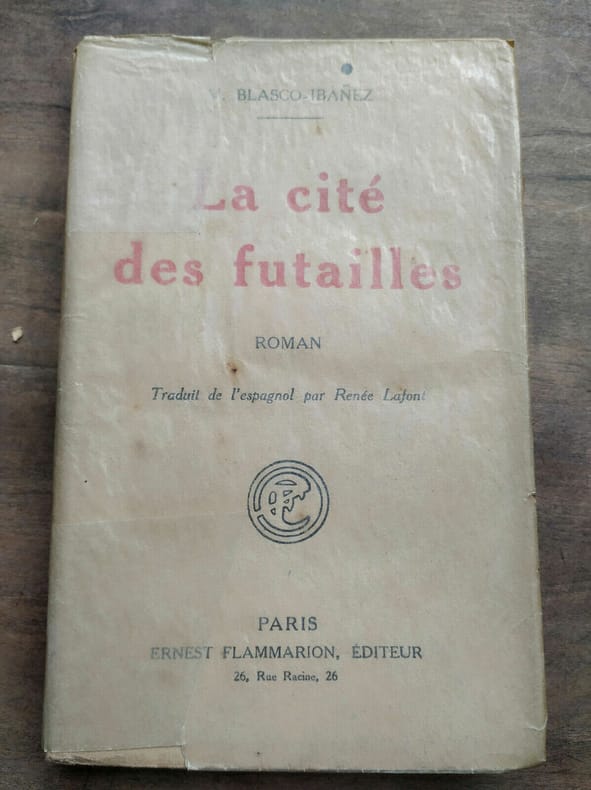 V. BLASCO-IBAÑEZ
La cité
des futailles
ROMAN
Traduit de l'espagnol par Renée Lafont
PARIS
ERNEST FLAMMARION, ÉDITEUR
26, Rue Racine, 26